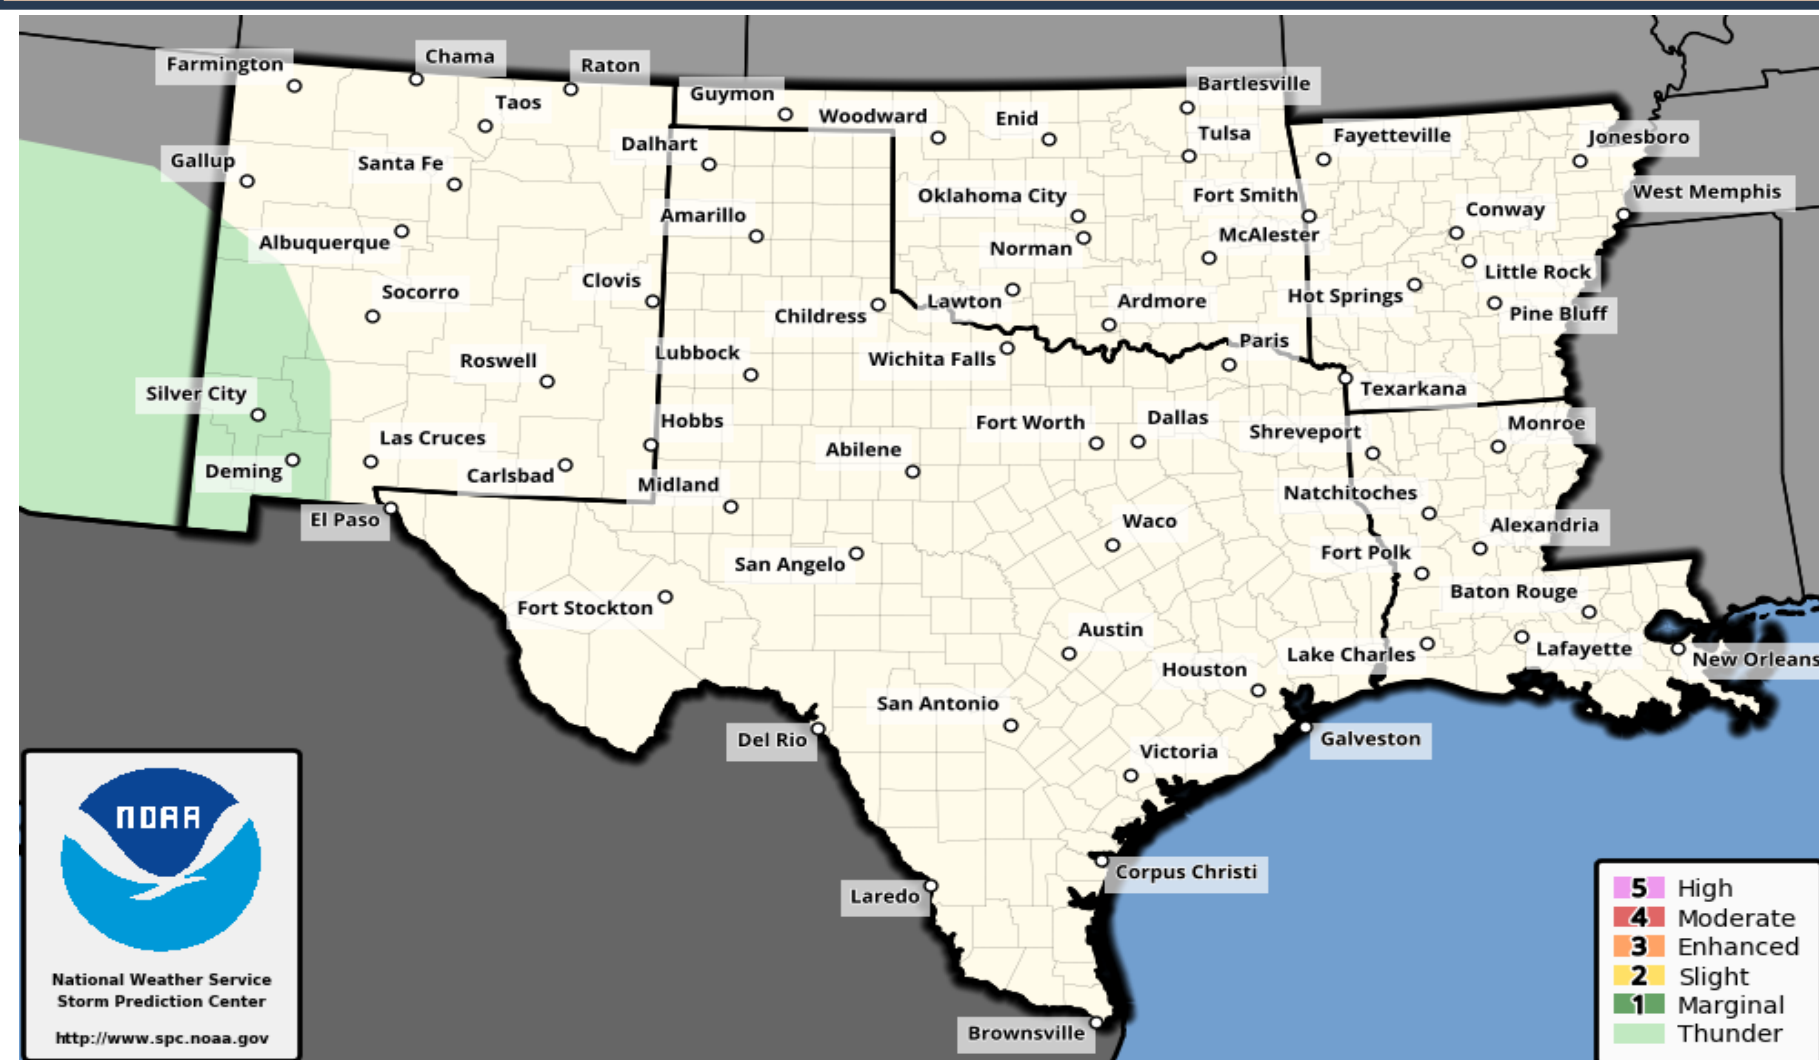 Farmington
Chama
Raton
Taos
Guymon
Woodward
Enid
Bartlesville
Tulsa
Fayetteville
Jonesboro
Gallup
Santa Fe
Dalhart
Oklahoma City
Fort Smith
Conway
West Memphis
Albuquerque
Amarillo
Norman
McAlester
Little Rock
Socorro
Clovis
Childress
Lawton
Ardmore
Hot Springs
Pine Bluff
Roswell
Lubbock
Wichita Falls
Paris
Texarkana
Silver City
Las Cruces
Hobbs
Abilene
Fort Worth
Dallas
Shreveport
Monroe
Deming
Carlsbad
Midland
Natchitoches
El Paso
San Angelo
Waco
Fort Polk
Alexandria
Fort Stockton
Austin
Baton Rouge
Houston
Lake Charles
Lafayette
New Orleans
San Antonio
Del Rio
Victoria
Galveston
Laredo
Corpus Christi
Brownsville
NOAA
National Weather Service
Storm Prediction Center
http://www.spc.noaa.gov
5 High
4 Moderate
3 Enhanced
2 Slight
1 Marginal
Thunder